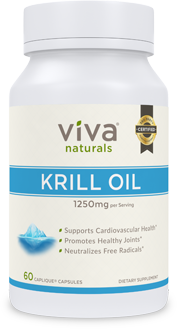 viva®
naturals
CERTIFIED
KRILL OIL
1250mg per Serving
• Supports Cardiovascular Health*
• Promotes Healthy Joints*
• Neutralizes Free Radicals*
60 CAPLIQUE® CAPSULES
DIETARY SUPPLEMENT